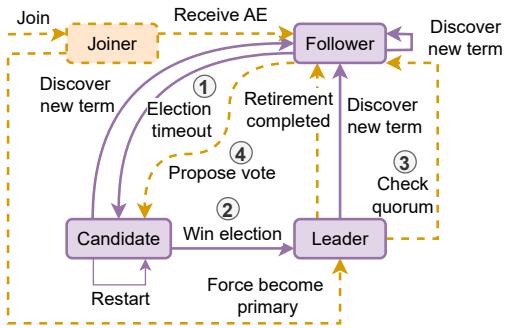 Join
Receive AE
Joiner
Follower
Discover
new term
Discover
new term
1
Election
timeout
Retirement
completed
Discover
new term
4
Propose vote
3
Check
quorum
2
Candidate
Win election
Leader
Restart
Force become
primary